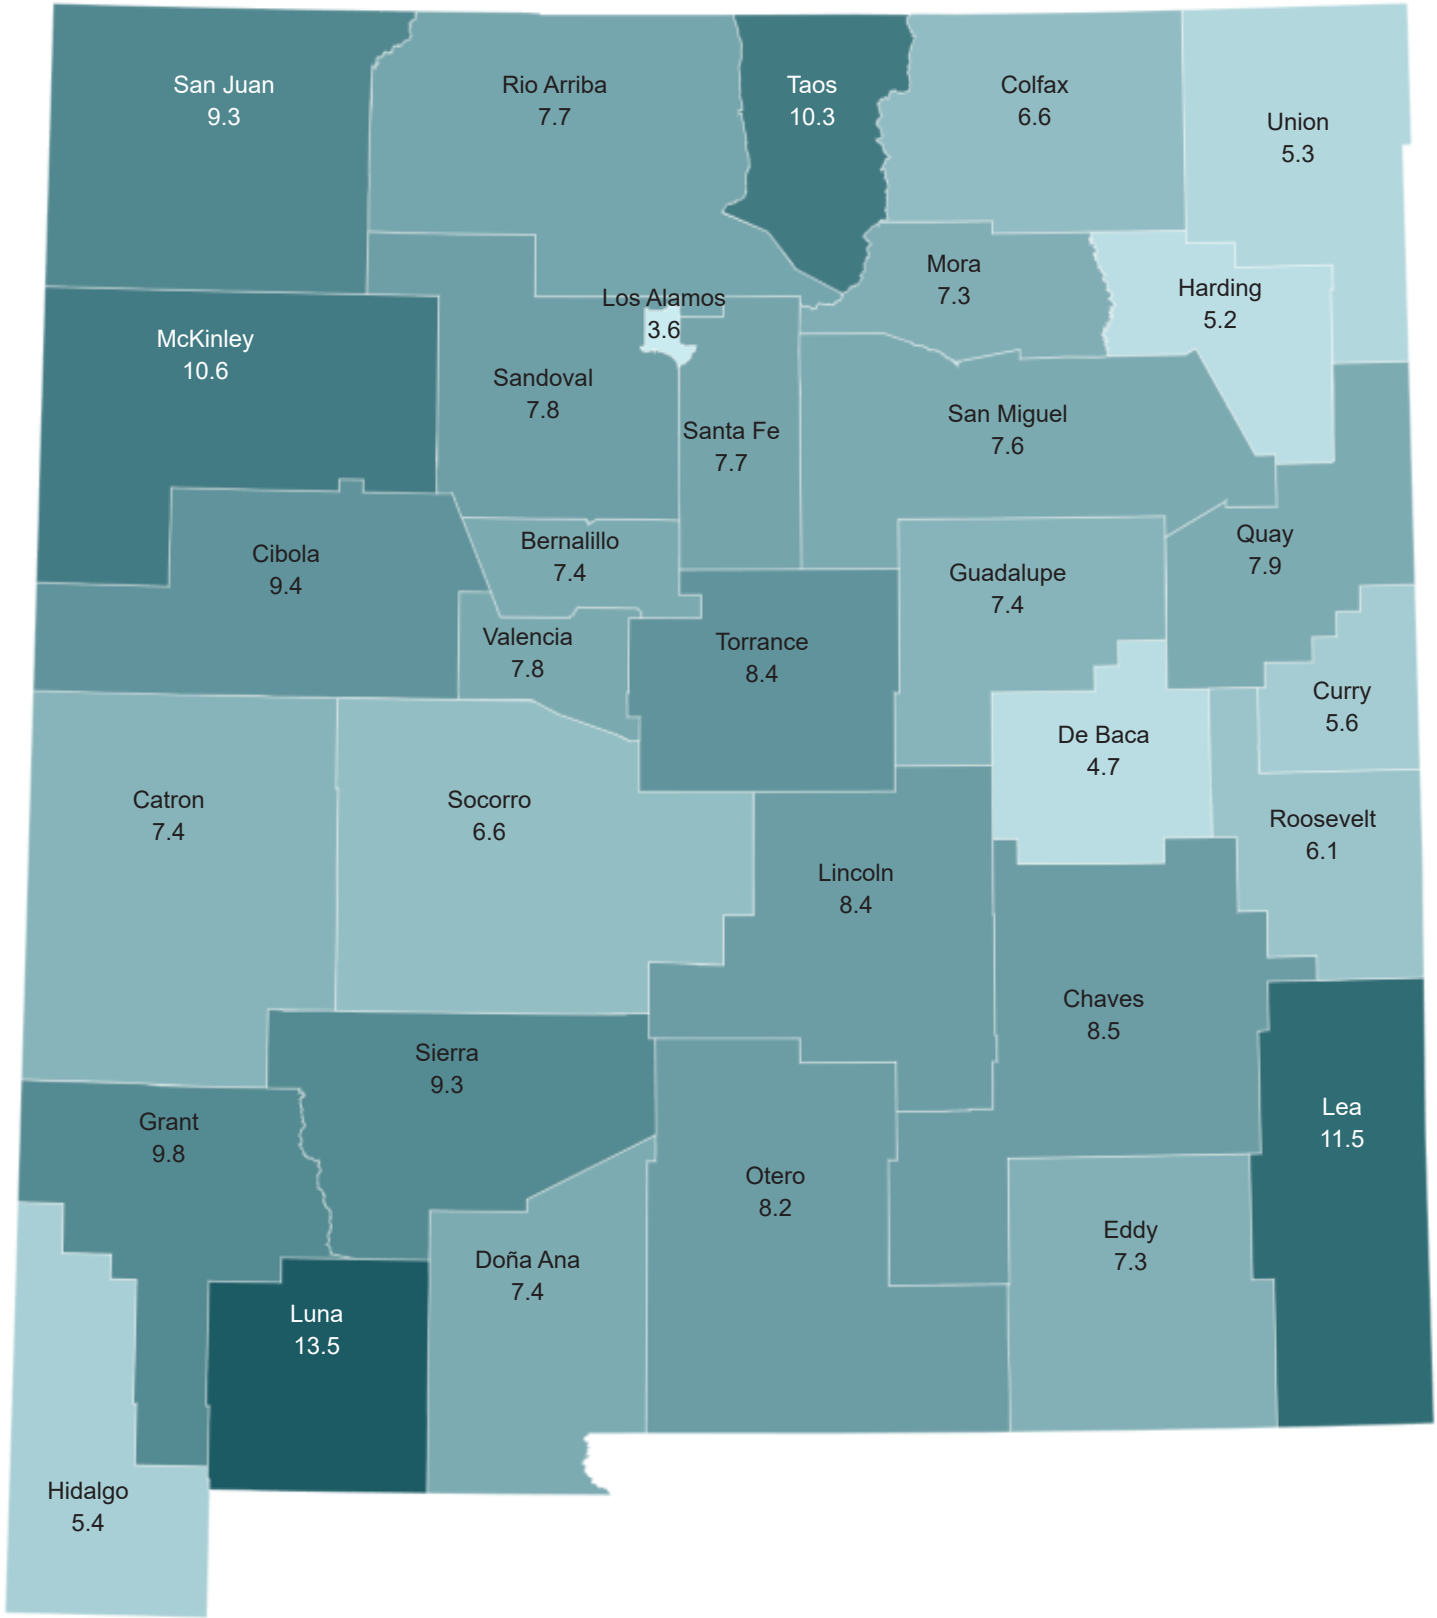 San Juan
9.3
Rio Arriba
7.7
Taos
10.3
Colfax
6.6
Union
5.3
Mora
7.3
Harding
5.2
Los Alamos
3.6
McKinley
10.6
Sandoval
7.8
Santa Fe
7.7
San Miguel
7.6
Quay
7.9
Cibola
9.4
Bernalillo
7.4
Guadalupe
7.4
Valencia
7.8
Torrance
8.4
Curry
5.6
De Baca
4.7
Catron
7.4
Socorro
6.6
Roosevelt
6.1
Lincoln
8.4
Chaves
8.5
Sierra
9.3
Grant
9.8
Lea
11.5
Otero
8.2
Eddy
7.3
Doña Ana
7.4
Luna
13.5
Hidalgo
5.4